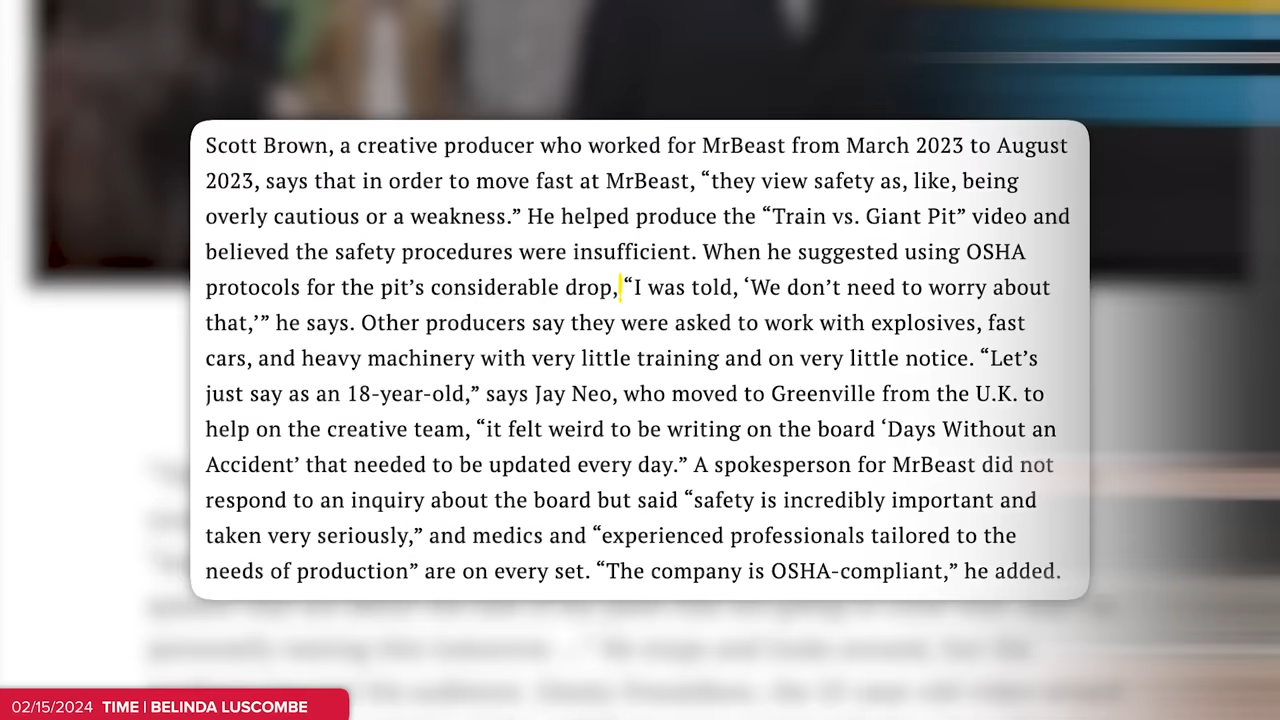 Scott Brown, a creative producer who worked for MrBeast from March 2023 to August
2023, says that in order to move fast at MrBeast, “they view safety as, like, being
overly cautious or a weakness.” He helped produce the “Train vs. Giant Pit” video and
believed the safety procedures were insufficient. When he suggested using OSHA
protocols for the pit’s considerable drop, “I was told, ‘We don’t need to worry about
that,’” he says. Other producers say they were asked to work with explosives, fast
cars, and heavy machinery with very little training and on very little notice. “Let’s
just say as an 18-year-old,” says Jay Neo, who moved to Greenville from the U.K. to
help on the creative team, “it felt weird to be writing on the board ‘Days Without an
Accident’ that needed to be updated every day.” A spokesperson for MrBeast did not
respond to an inquiry about the board but said “safety is incredibly important and
taken very seriously,” and medics and “experienced professionals tailored to the
needs of production” are on every set. “The company is OSHA-compliant,” he added.
02/15/2024 TIME | BELINDA LUSCOMBE